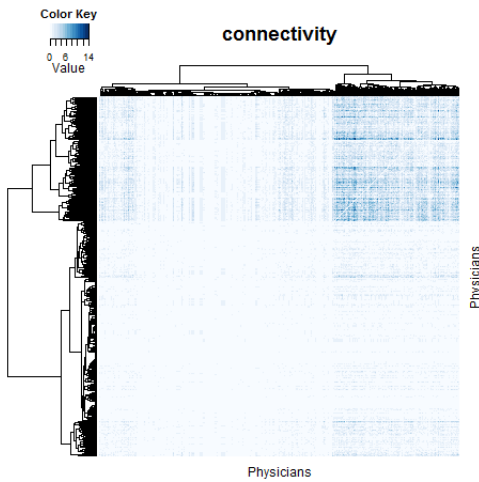 Color Key
0 6 14
Value
connectivity
Physicians
Physicians